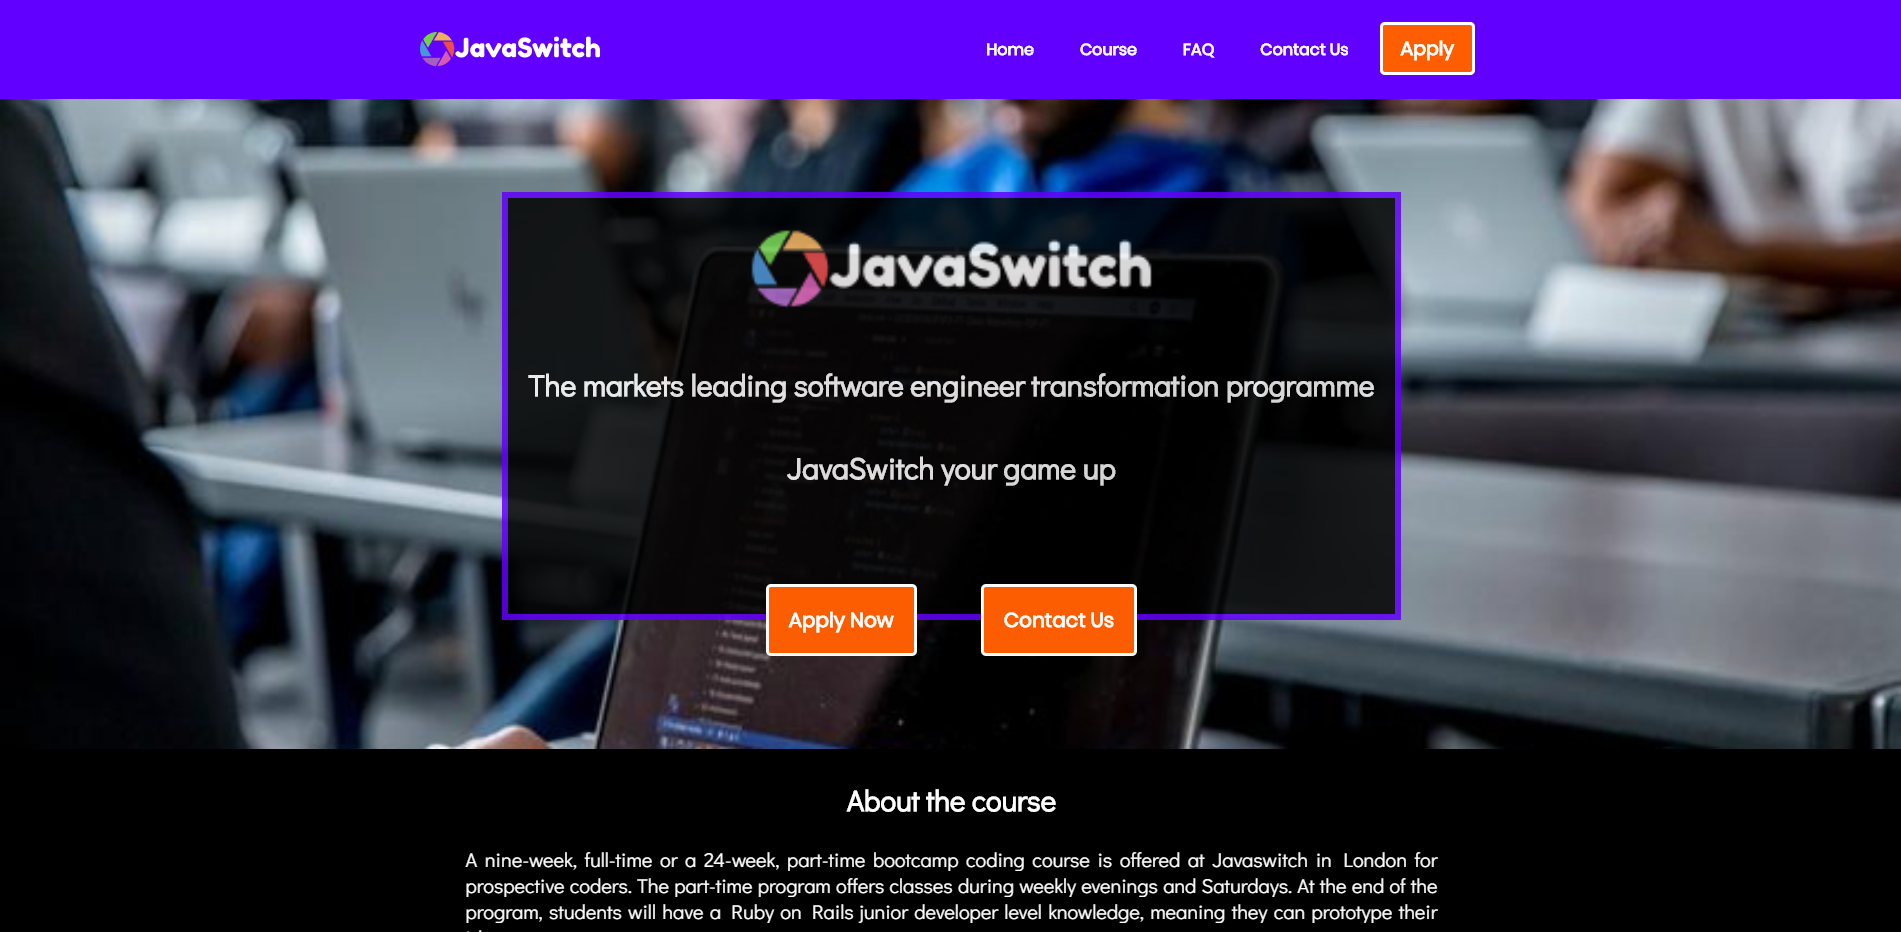 JavaSwitch
Home
Course
FAQ
Contact Us
Apply
JavaSwitch
The markets leading software engineer transformation programme
JavaSwitch your game up
Apply Now
Contact Us
About the course
A nine-week, full-time or a 24-week, part-time bootcamp coding course is offered at Javaswitch in London for
prospective coders. The part-time program offers classes during weekly evenings and Saturdays. At the end of the
program, students will have a Ruby on Rails junior developer level knowledge, meaning they can prototype their